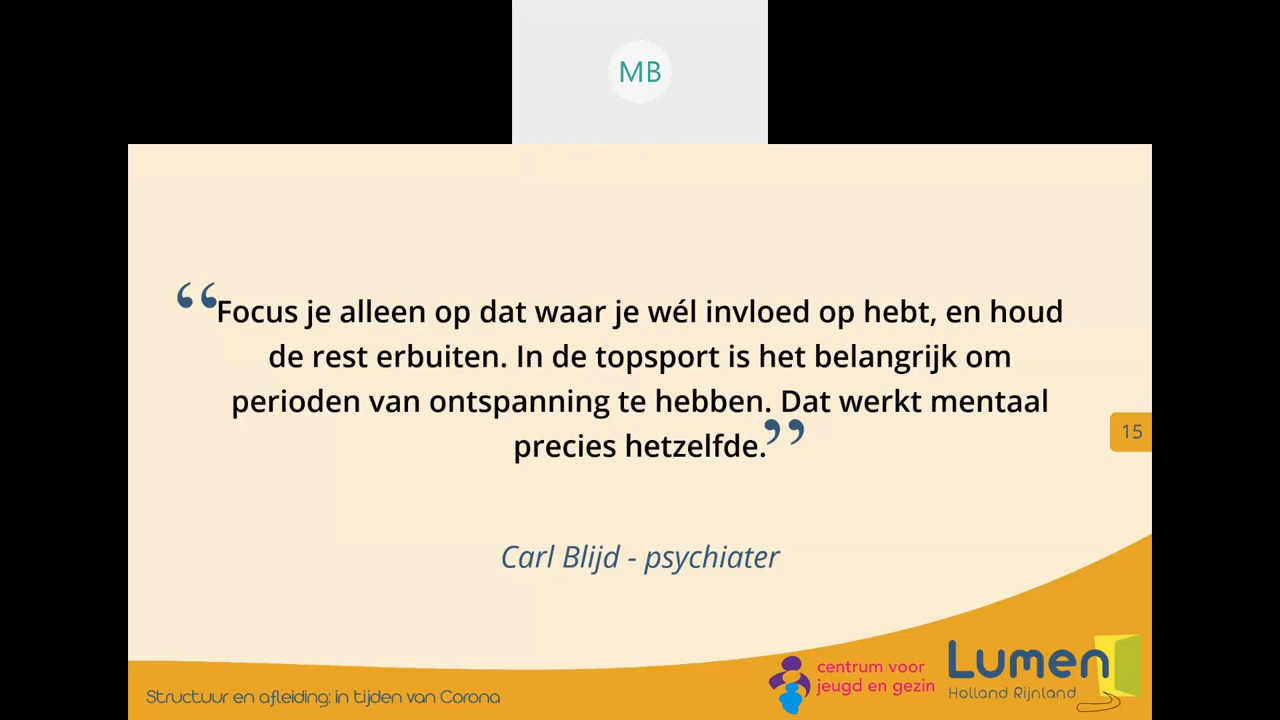 MB
“Focus je alleen op dat waar je wél invloed op hebt, en houd
de rest erbuiten. In de topsport is het belangrijk om
perioden van ontspanning te hebben. Dat werkt mentaal
precies hetzelfde.”
15
Carl Blijd - psychiater
Structuur en afleiding: in tijden van Corona
centrum voor
jeugd en gezin
Lumen
Holland Rijnland